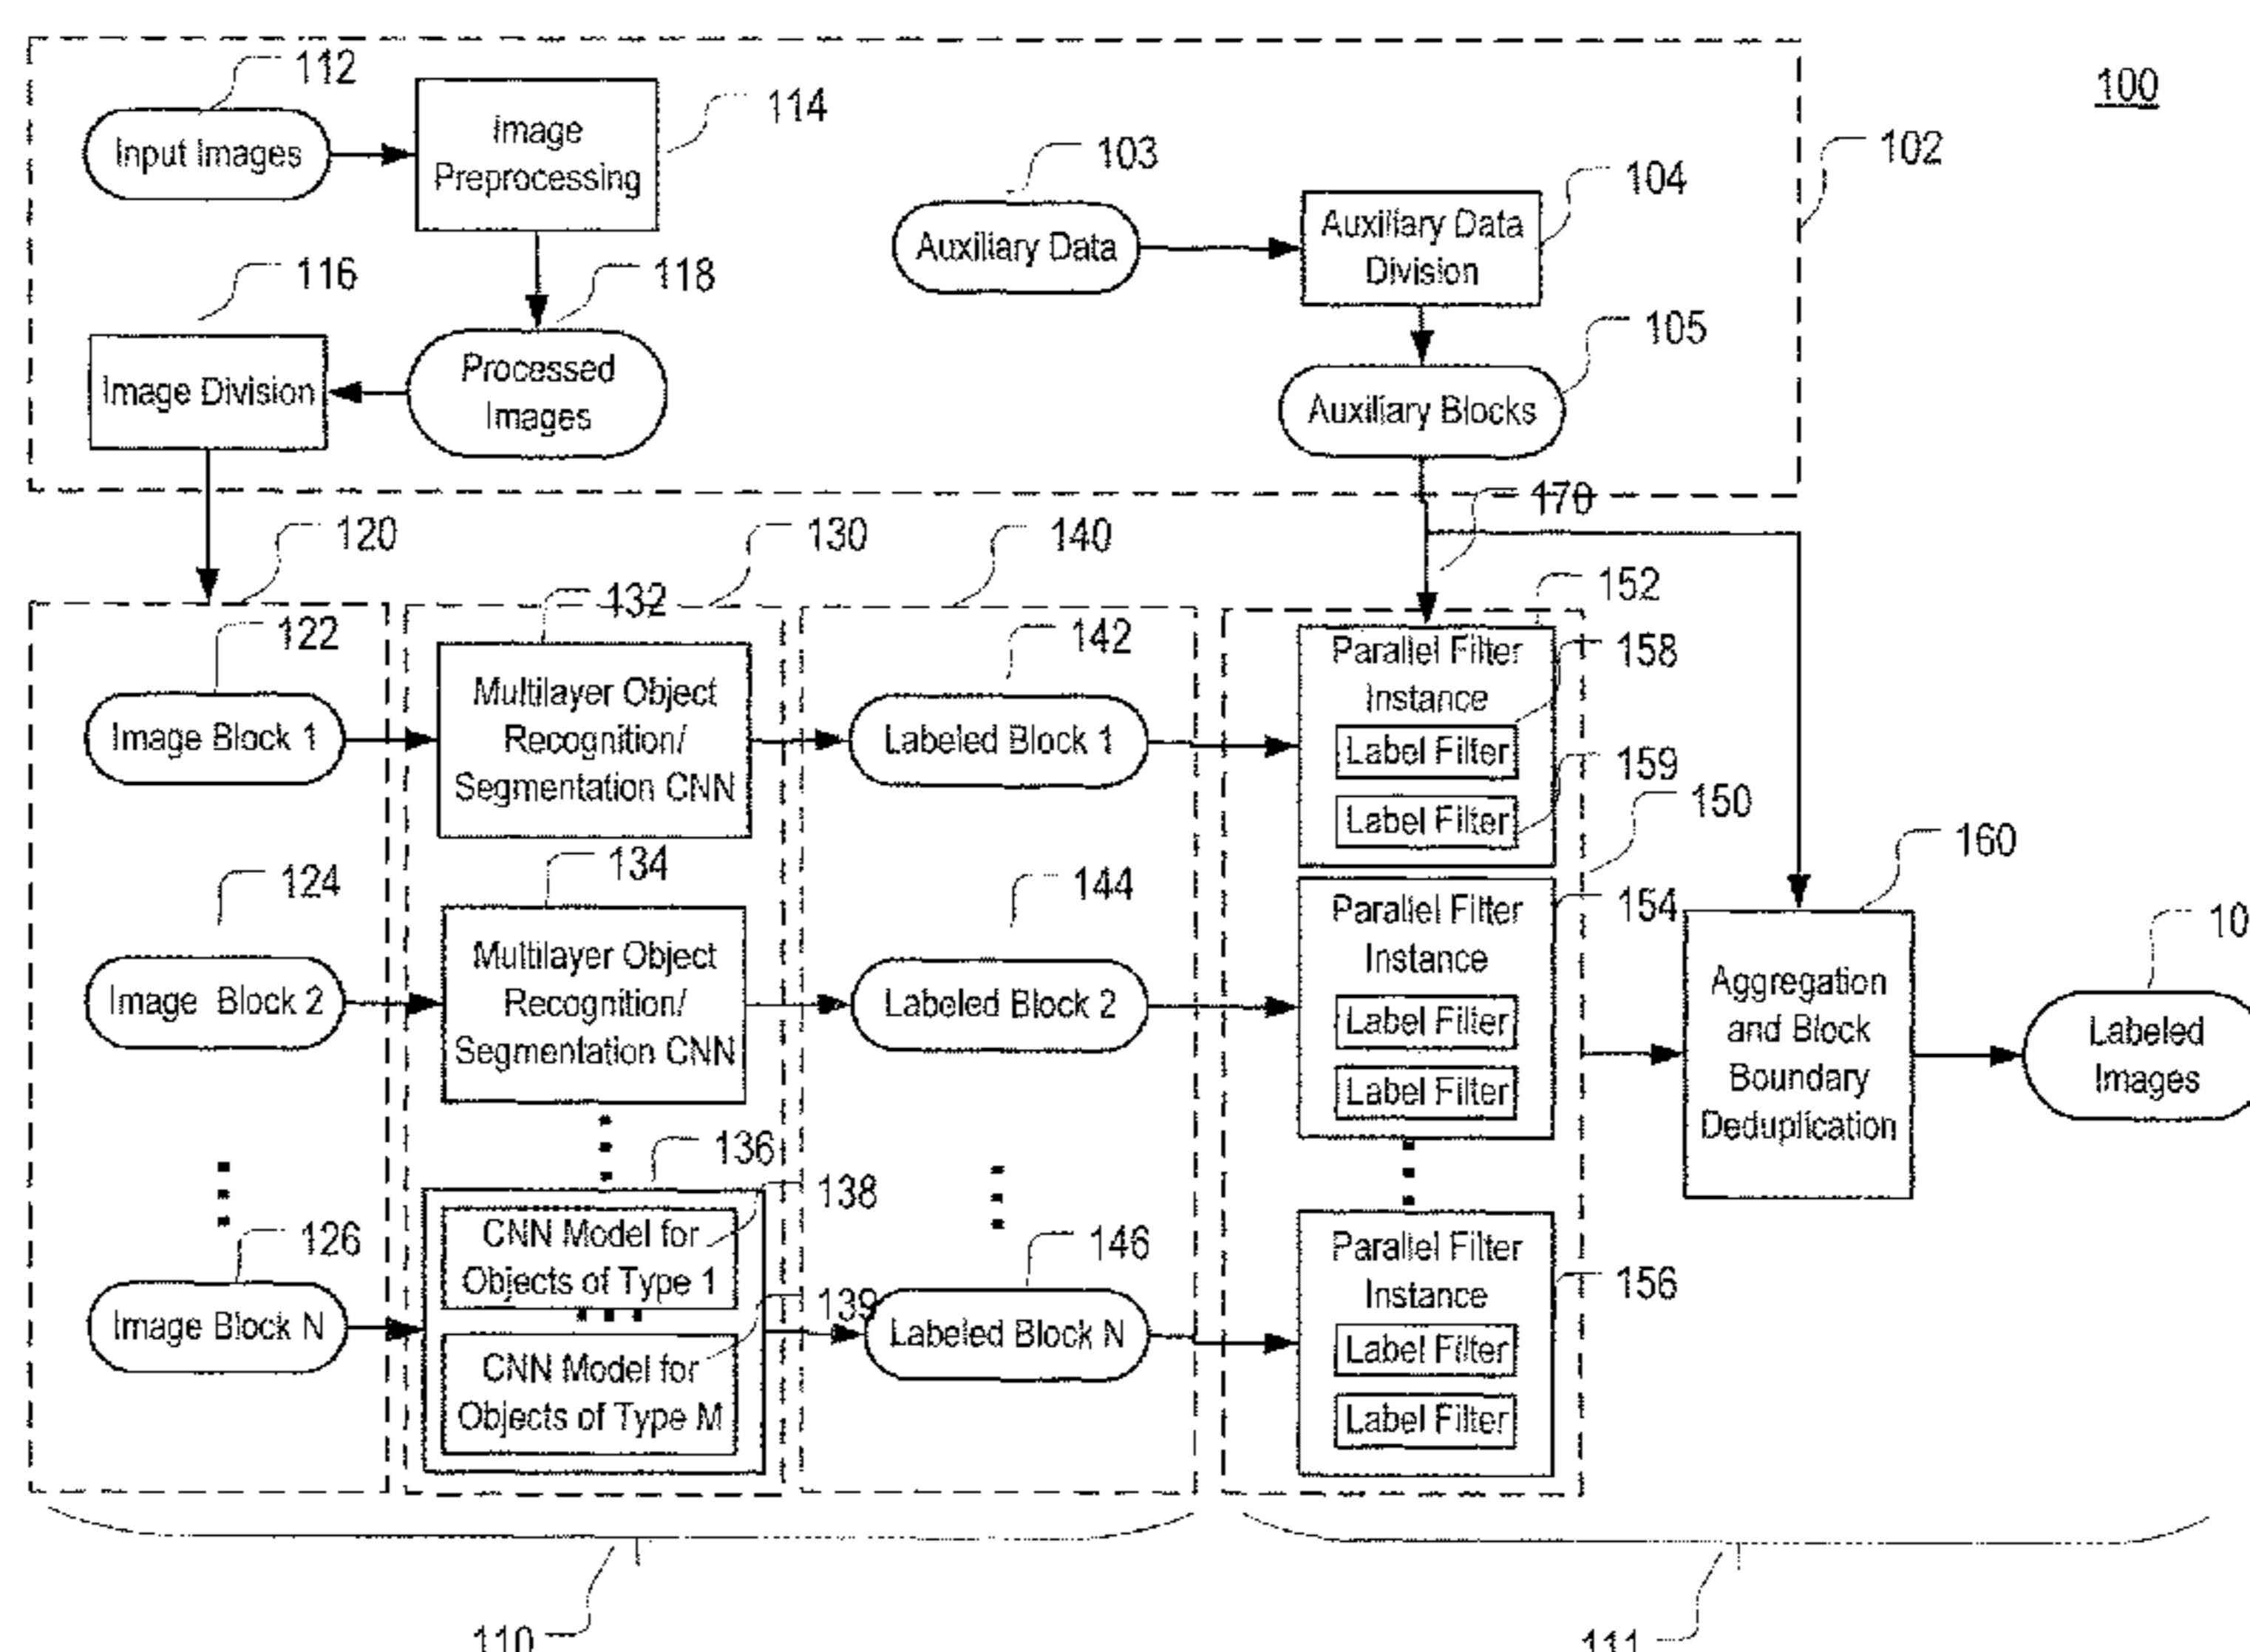 100
112
Input Images
Image
Preprocessing
114
103
Auxiliary Data
Auxiliary Data
Division
104
102
116
Image Division
118
Processed
Images
105
Auxiliary Blocks
170
120
130
140
122
Image Block 1
132
Multilayer Object
Recognition/
Segmentation CNN
142
Labeled Block 1
152
Parallel Filter
Instance
158
Label Filter
159
Label Filter
150
124
Image Block 2
134
Multilayer Object
Recognition/
Segmentation CNN
144
Labeled Block 2
154
Parallel Filter
Instance
Label Filter
Label Filter
160
Aggregation
and Block
Boundary
Deduplication
10
Labeled
Images
126
Image Block N
136
138
CNN Model for
Objects of Type 1
139
CNN Model for
Objects of Type M
146
Labeled Block N
156
Parallel Filter
Instance
Label Filter
Label Filter
110
111